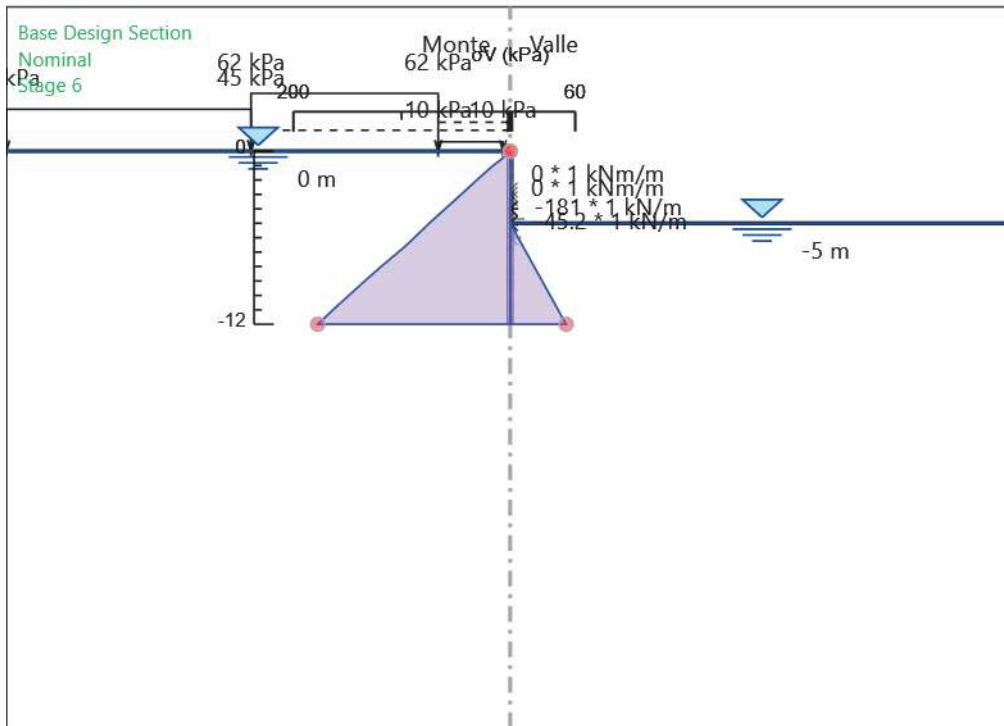 Base Design Section
Nominal
Stage 6
kPa
62 kPa
45 kPa
Monte
Valle
62 kPa
σV (kPa)
200
60
10 kPa
10 kPa
0
0 m
0 * 1 kNm/m
0 * 1 kNm/m
-181 * 1 kN/m
-45.2 * 1 kN/m
-5 m
-12